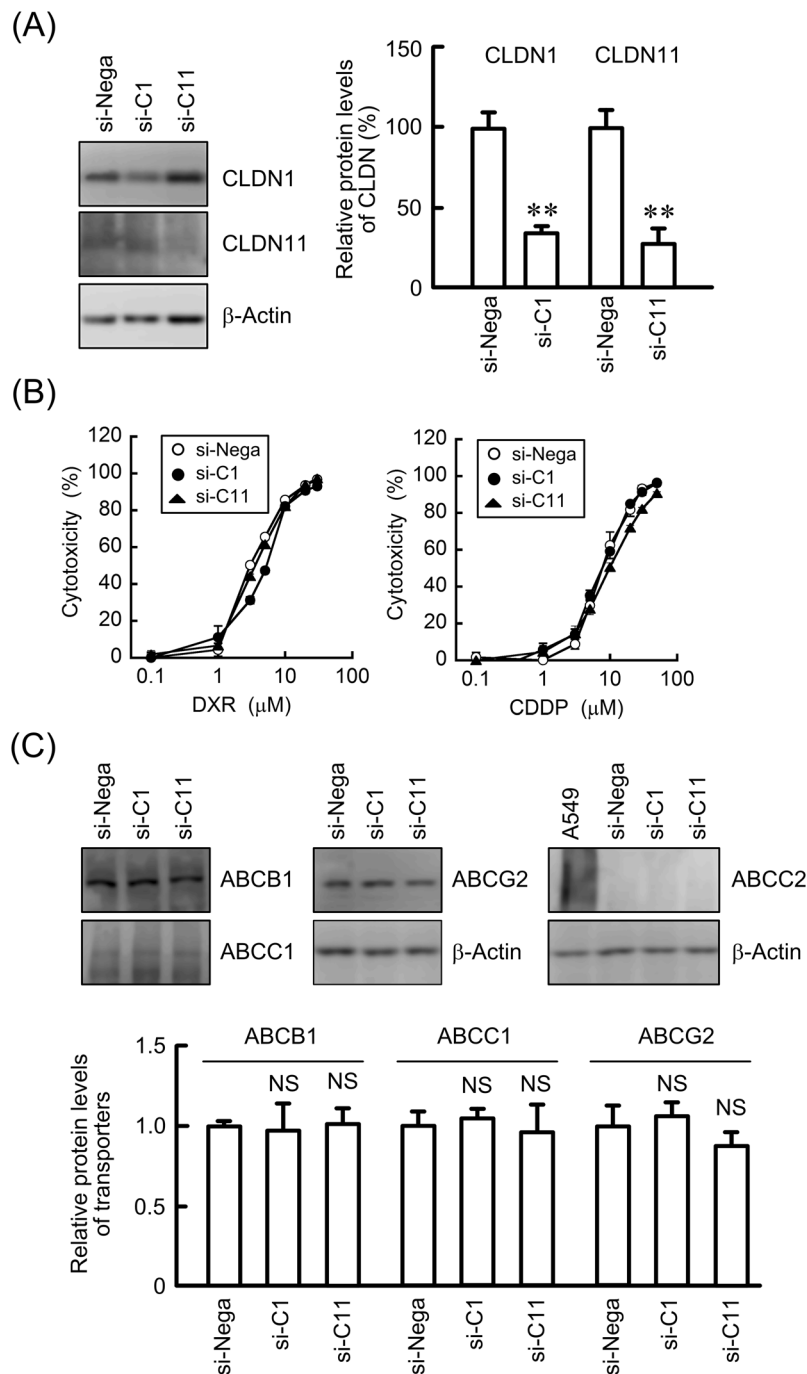 (A)
si-Nega
si-C1
si-C11
CLDN1
CLDN11
β-Actin
Relative protein levels
of CLDN (%)
150
100
50
0
CLDN1 CLDN11
**
**
si-Nega
si-C1
si-Nega
si-C11
(B)
Cytotoxicity (%)
120
100
80
60
40
20
0
si-Nega
si-C1
si-C11
0.1 1 10 100
DXR (μM)
Cytotoxicity (%)
120
100
80
60
40
20
0
si-Nega
si-C1
si-C11
0.1 1 10 100
CDDP (μM)
(C)
si-Nega
si-C1
si-C11
ABCB1
ABCC1
si-Nega
si-C1
si-C11
ABCG2
β-Actin
A549
si-Nega
si-C1
si-C11
ABCC2
β-Actin
Relative protein levels
of transporters
1.5
1.0
0.5
0
ABCB1 ABCC1 ABCG2
NS NS NS NS NS NS
si-Nega
si-C1
si-C11
si-Nega
si-C1
si-C11
si-Nega
si-C1
si-C11